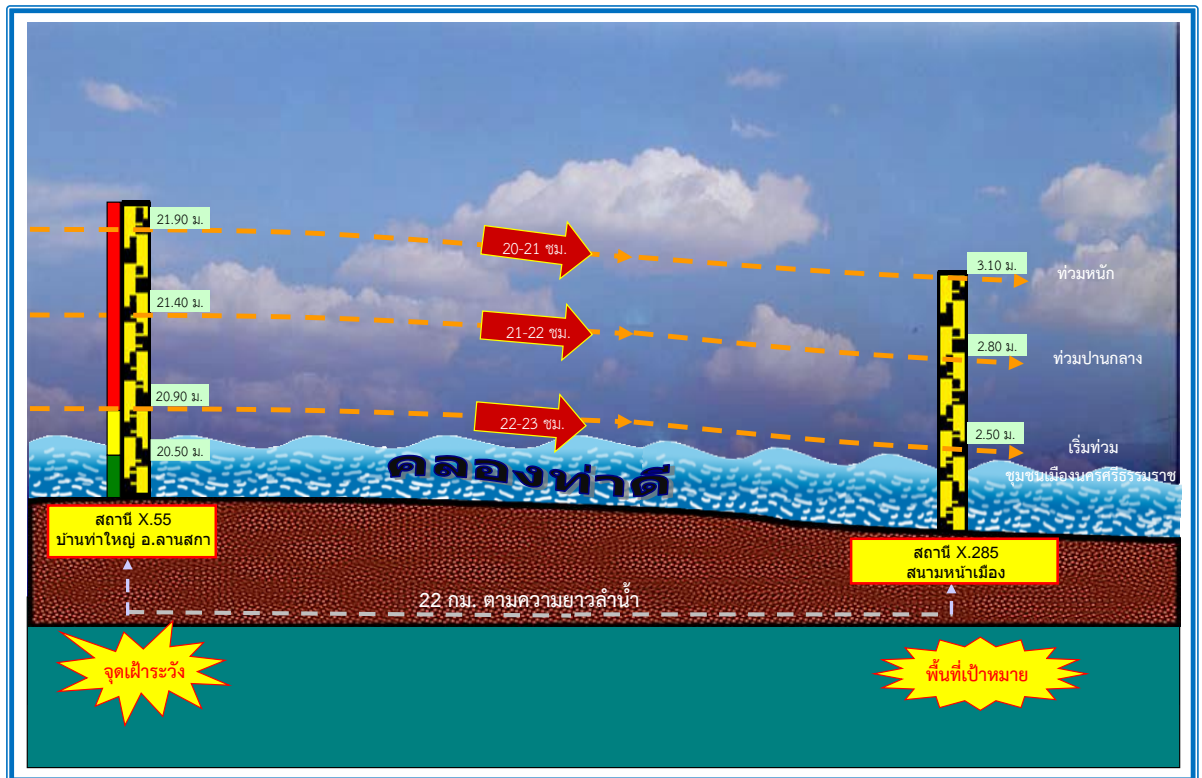 21.90 ม.
20-21 ชม.
3.10 ม.
ท่วมหนัก
21.40 ม.
21-22 ชม.
2.80 ม.
ท่วมปานกลาง
20.90 ม.
22-23 ชม.
2.50 ม.
เริ่มท่วม
ชุมชนเมืองนครศรีธรรมราช
20.50 ม.
คลองท่าดี
สถานี X.55
บ้านท่าใหญ่ อ.ลานสกา
สถานี X.285
สนามหน้าเมือง
22 กม. ตามความยาวลำน้ำ
จุดเฝ้าระวัง
พื้นที่เป้าหมาย